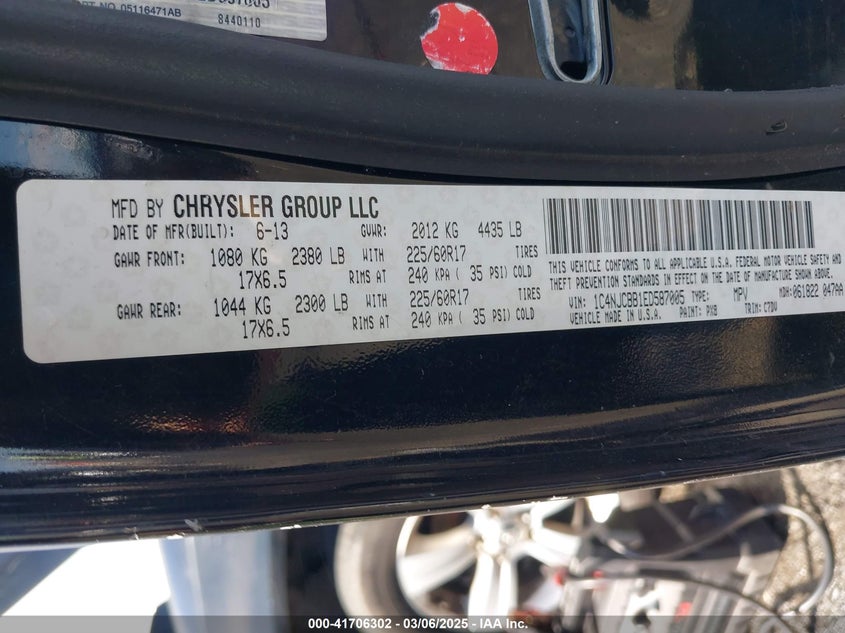 NO. 05116471AB
8440110
MFD BY CHRYSLER GROUP LLC
DATE OF MFR(BUILT): 6-13 GVWR: 2012 KG 4435 LB
GAWR FRONT: 1080 KG 2380 LB WITH 225/60R17 TIRES
17X6.5 RIMS AT 240 KPA ( 35 PSI) COLD
GAWR REAR: 1044 KG 2300 LB WITH 225/60R17 TIRES
17X6.5 RIMS AT 240 KPA ( 35 PSI) COLD
THIS VEHICLE CONFORMS TO ALL APPLICABLE U.S.A. FEDERAL MOTOR VEHICLE SAFETY AND
THEFT PREVENTION STANDARDS IN EFFECT ON THE DATE OF MANUFACTURE SHOWN ABOVE.
VIN: 1C4NJCBB1ED587005 TYPE: MPV MDH: 061822 047AA
VEHICLE MADE IN U.S.A. PAINT: PXB TRIM: C7DV
000-41706302 - 03/06/2025 - IAA Inc.